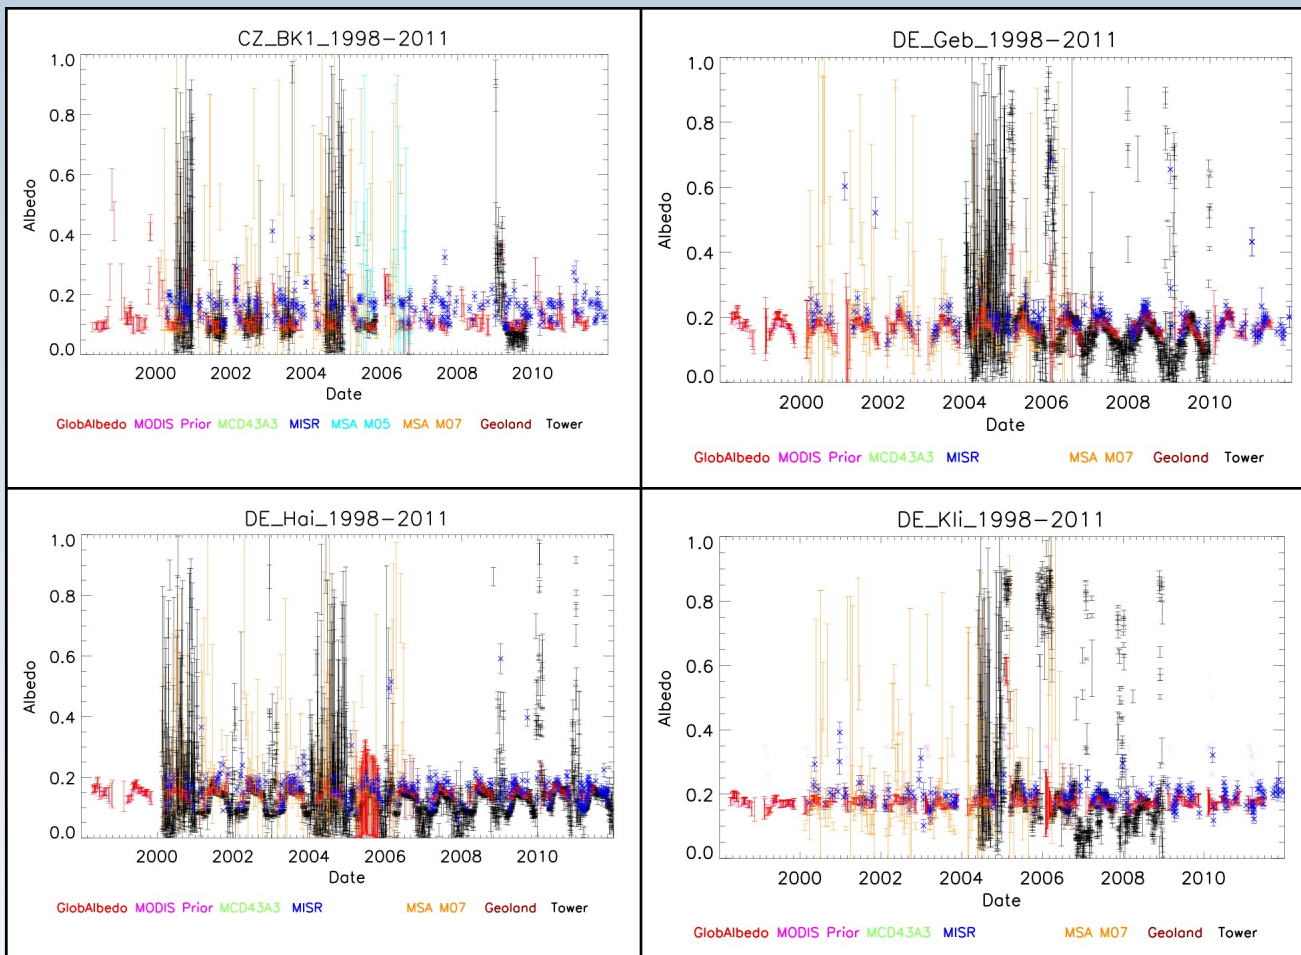 CZ_BK1_1998-2011
1.0
0.8
0.6
0.4
0.2
0.0
Albedo
2000 2002 2004 2006 2008 2010
Date
GlobAlbedo MODIS Prior MCD43A3 MISR MSA M05 MSA M07 Geoland Tower
DE_Geb_1998-2011
1.0
0.8
0.6
0.4
0.2
0.0
Albedo
2000 2002 2004 2006 2008 2010
Date
GlobAlbedo MODIS Prior MCD43A3 MISR MSA M07 Geoland Tower
DE_Hai_1998-2011
1.0
0.8
0.6
0.4
0.2
0.0
Albedo
2000 2002 2004 2006 2008 2010
Date
GlobAlbedo MODIS Prior MCD43A3 MISR MSA M07 Geoland Tower
DE_Kli_1998-2011
1.0
0.8
0.6
0.4
0.2
0.0
Albedo
2000 2002 2004 2006 2008 2010
Date
GlobAlbedo MODIS Prior MCD43A3 MISR MSA M07 Geoland Tower